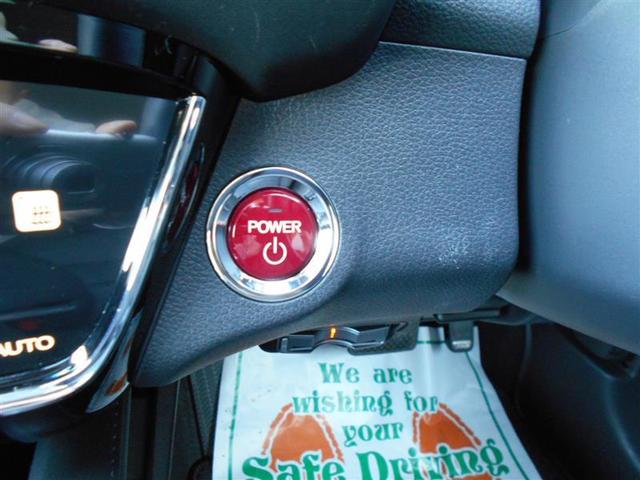 POWER
AUTO
We are
wishing for
your
Safe Driving